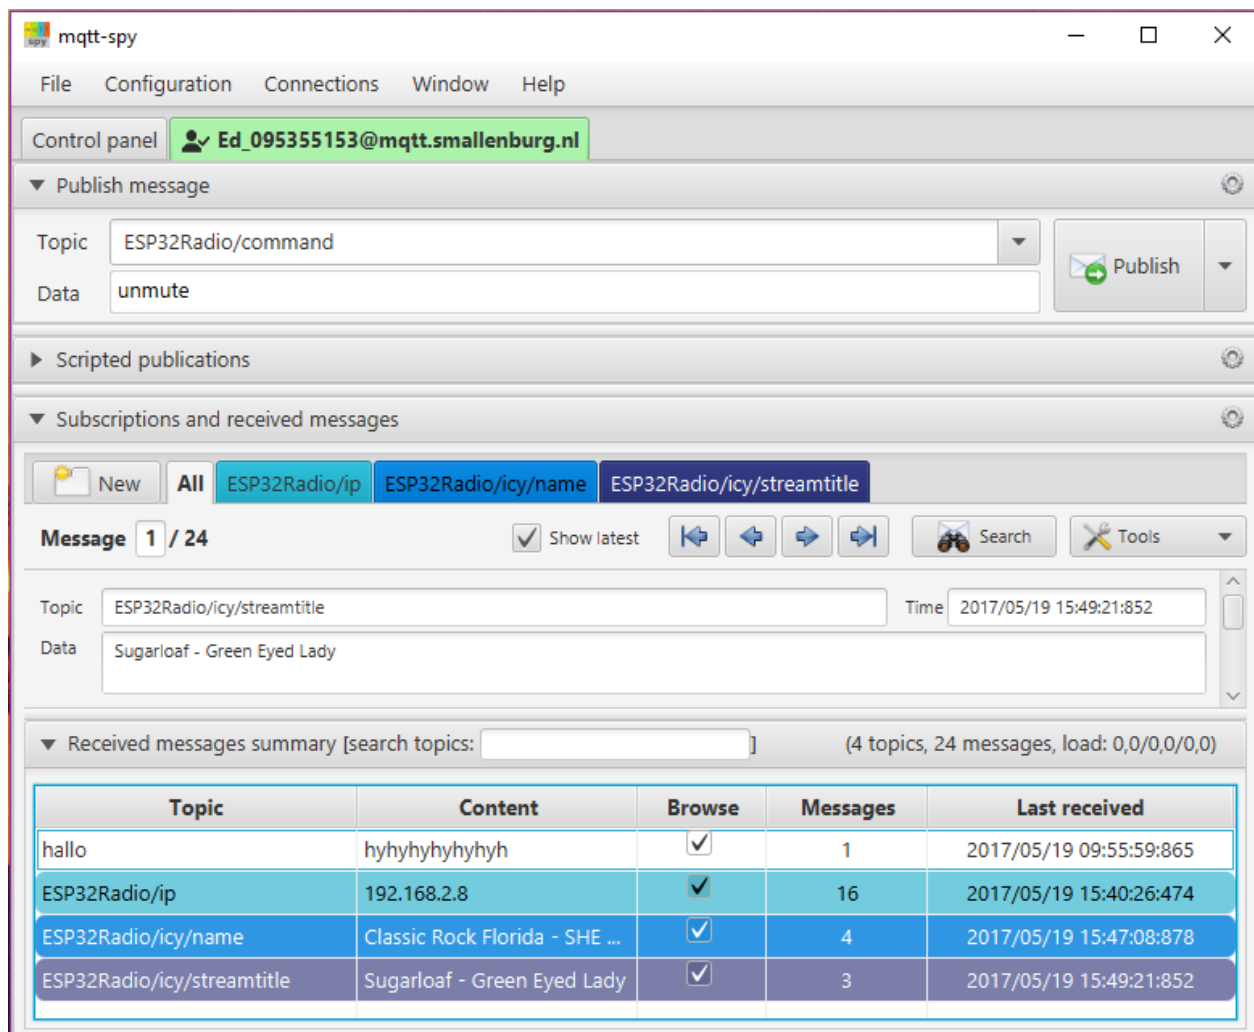 spy mqtt-spy
File Configuration Connections Window Help
Control panel Ed_095355153@mqtt.smallenburg.nl
Publish message
Topic ESP32Radio/command
Publish
Data unmute
Scripted publications
Subscriptions and received messages
New All ESP32Radio/ip ESP32Radio/icy/name ESP32Radio/icy/streamtitle
Message 1 / 24 Show latest Search Tools
Topic ESP32Radio/icy/streamtitle Time 2017/05/19 15:49:21:852
Data Sugarloaf - Green Eyed Lady
Received messages summary [search topics: ] (4 topics, 24 messages, load: 0,0/0,0/0,0)
Topic Content Browse Messages Last received
hallo hyhyhyhyhyhyh 1 2017/05/19 09:55:59:865
ESP32Radio/ip 192.168.2.8 16 2017/05/19 15:40:26:474
ESP32Radio/icy/name Classic Rock Florida - SHE ... 4 2017/05/19 15:47:08:878
ESP32Radio/icy/streamtitle Sugarloaf - Green Eyed Lady 3 2017/05/19 15:49:21:852